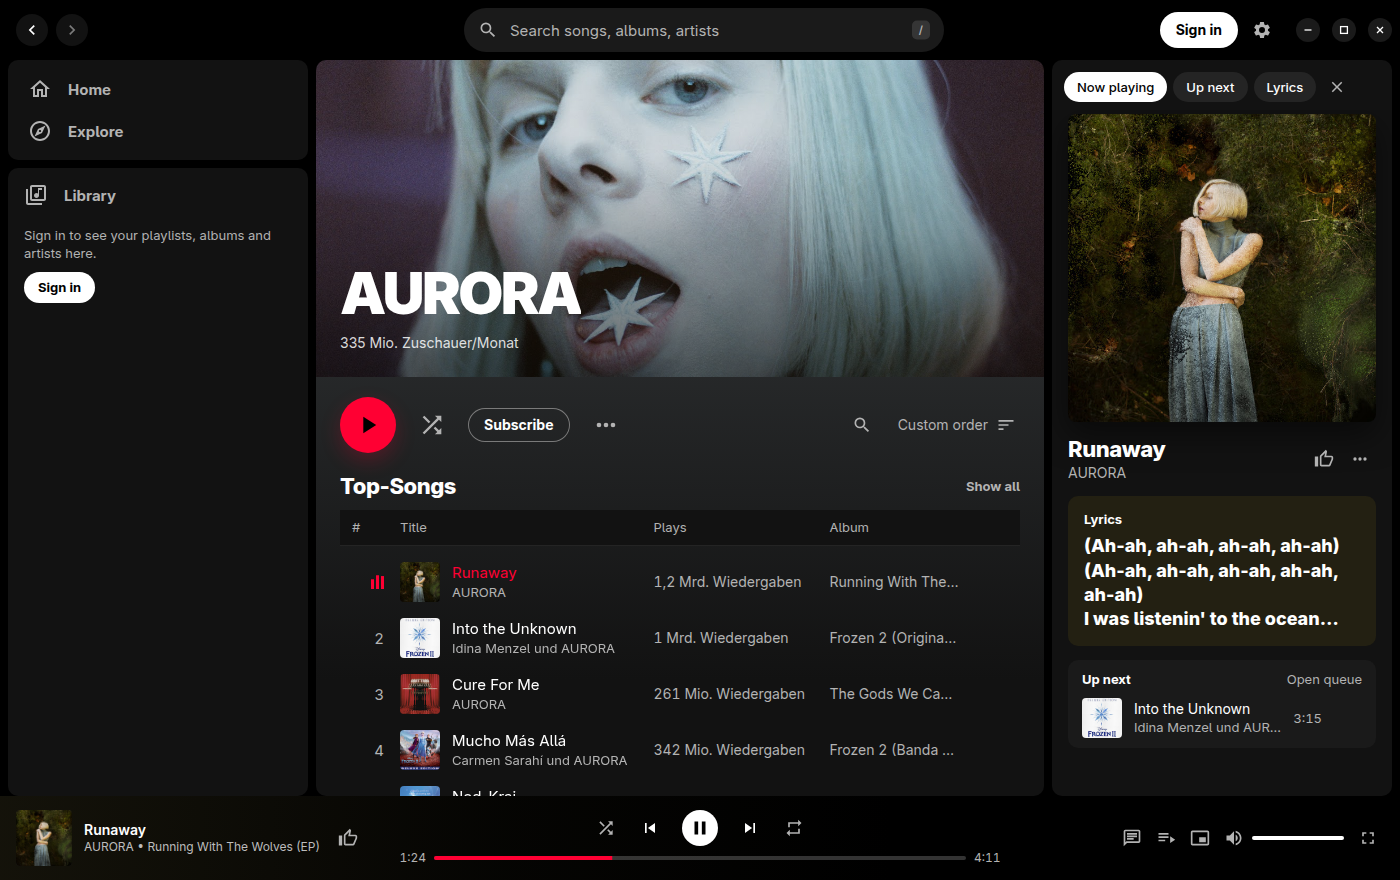 Search songs, albums, artists
/
Sign in
Home
Explore
Library
Sign in to see your playlists, albums and
artists here.
Sign in
AURORA
335 Mio. Zuschauer/Monat
Subscribe
Custom order
Top-Songs
Show all
# Title Plays Album
Runaway
AURORA
1,2 Mrd. Wiedergaben
Running With The...
2
Into the Unknown
Idina Menzel und AURORA
1 Mrd. Wiedergaben
Frozen 2 (Origina...
3
Cure For Me
AURORA
261 Mio. Wiedergaben
The Gods We Ca...
4
Mucho Más Allá
Carmen Sarahí und AURORA
342 Mio. Wiedergaben
Frozen 2 (Banda ...
Now playing
Up next
Lyrics
Runaway
AURORA
Lyrics
(Ah-ah, ah-ah, ah-ah, ah-ah)
(Ah-ah, ah-ah, ah-ah, ah-ah,
ah-ah)
I was listenin' to the ocean...
Up next
Open queue
FROZEN II
Into the Unknown
Idina Menzel und AUR...
3:15
Runaway
AURORA • Running With The Wolves (EP)
1:24
4:11